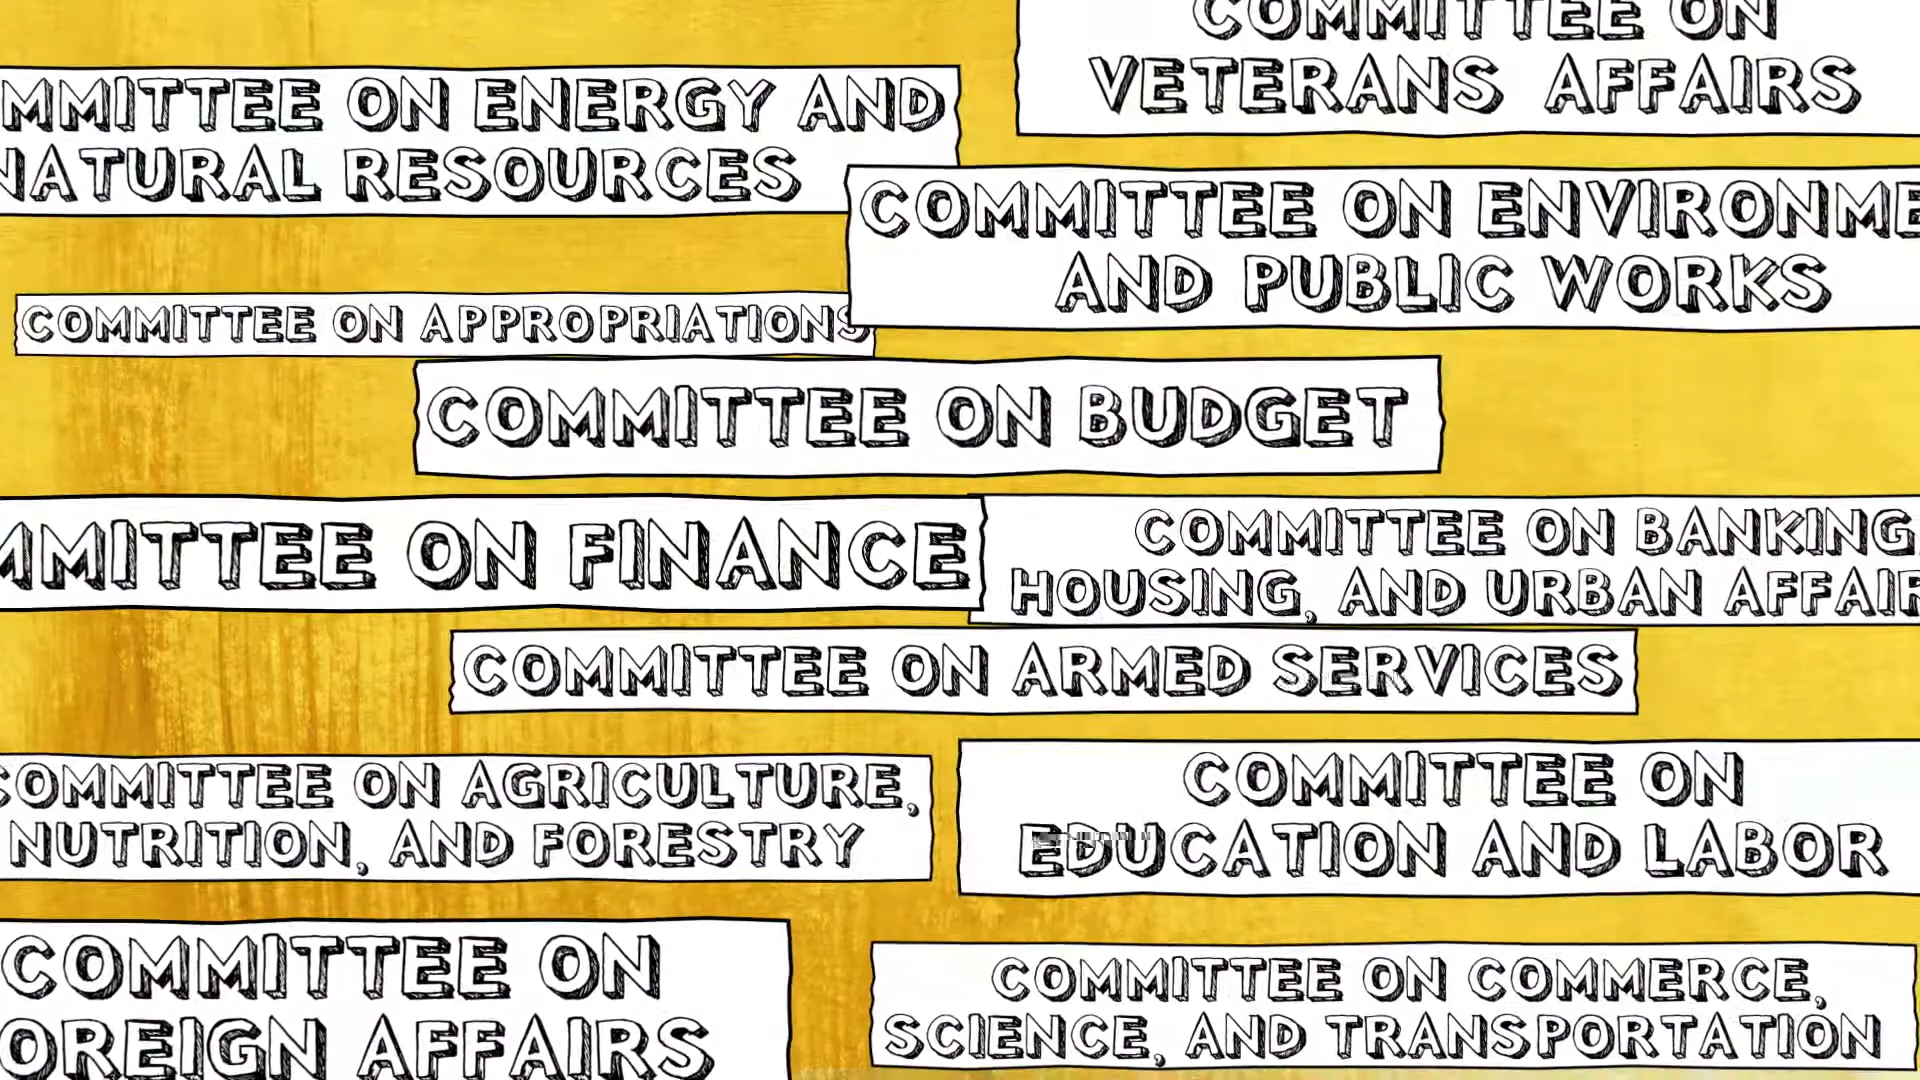 COMMITTEE ON
VETERANS AFFAIRS
MMITTEE ON ENERGY AND
NATURAL RESOURCES
COMMITTEE ON ENVIRONME
AND PUBLIC WORKS
COMMITTEE ON APPROPRIATIONS
COMMITTEE ON BUDGET
MMITTEE ON FINANCE
COMMITTEE ON BANKING,
HOUSING, AND URBAN AFFAIR
COMMITTEE ON ARMED SERVICES
COMMITTEE ON AGRICULTURE,
NUTRITION, AND FORESTRY
COMMITTEE ON
EDUCATION AND LABOR
COMMITTEE ON
OREIGN AFFAIRS
COMMITTEE ON COMMERCE,
SCIENCE, AND TRANSPORTATION